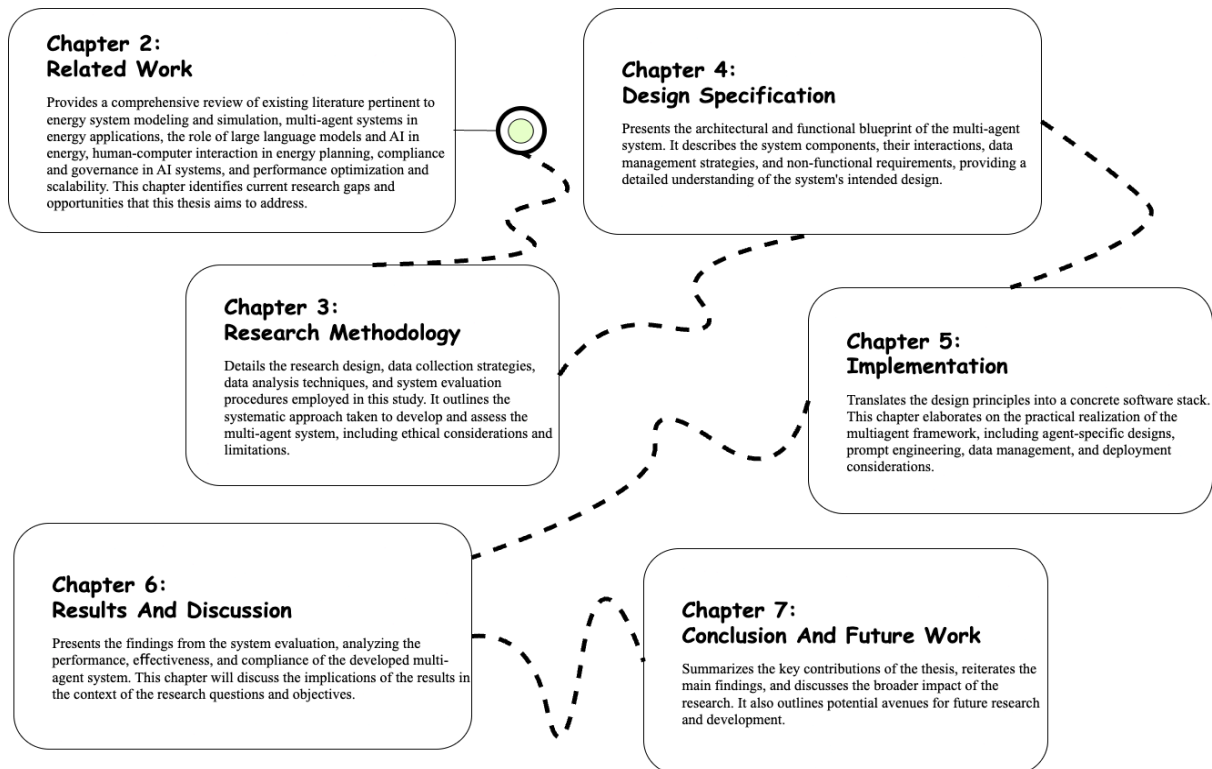 Chapter 2:
Related Work
Provides a comprehensive review of existing literature pertinent to
energy system modeling and simulation, multi-agent systems in
energy applications, the role of large language models and AI in
energy, human-computer interaction in energy planning, compliance
and governance in AI systems, and performance optimization and
scalability. This chapter identifies current research gaps and
opportunities that this thesis aims to address.
Chapter 3:
Research Methodology
Details the research design, data collection strategies,
data analysis techniques, and system evaluation
procedures employed in this study. It outlines the
systematic approach taken to develop and assess the
multi-agent system, including ethical considerations and
limitations.
Chapter 4:
Design Specification
Presents the architectural and functional blueprint of the multi-agent
system. It describes the system components, their interactions, data
management strategies, and non-functional requirements, providing a
detailed understanding of the system's intended design.
Chapter 5:
Implementation
Translates the design principles into a concrete software stack.
This chapter elaborates on the practical realization of the
multiagent framework, including agent-specific designs,
prompt engineering, data management, and deployment
considerations.
Chapter 6:
Results And Discussion
Presents the findings from the system evaluation, analyzing the
performance, effectiveness, and compliance of the developed multi-
agent system. This chapter will discuss the implications of the results in
the context of the research questions and objectives.
Chapter 7:
Conclusion And Future Work
Summarizes the key contributions of the thesis, reiterates the
main findings, and discusses the broader impact of the
research. It also outlines potential avenues for future research
and development.